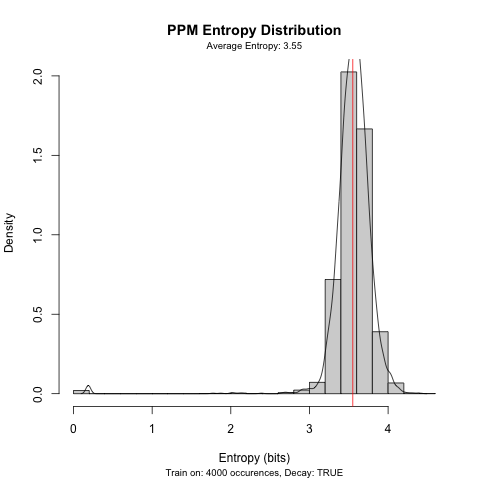 PPM Entropy Distribution
Average Entropy: 3.55
Density
2.0
1.5
1.0
0.5
0.0
0 1 2 3 4
Entropy (bits)
Train on: 4000 occurences, Decay: TRUE